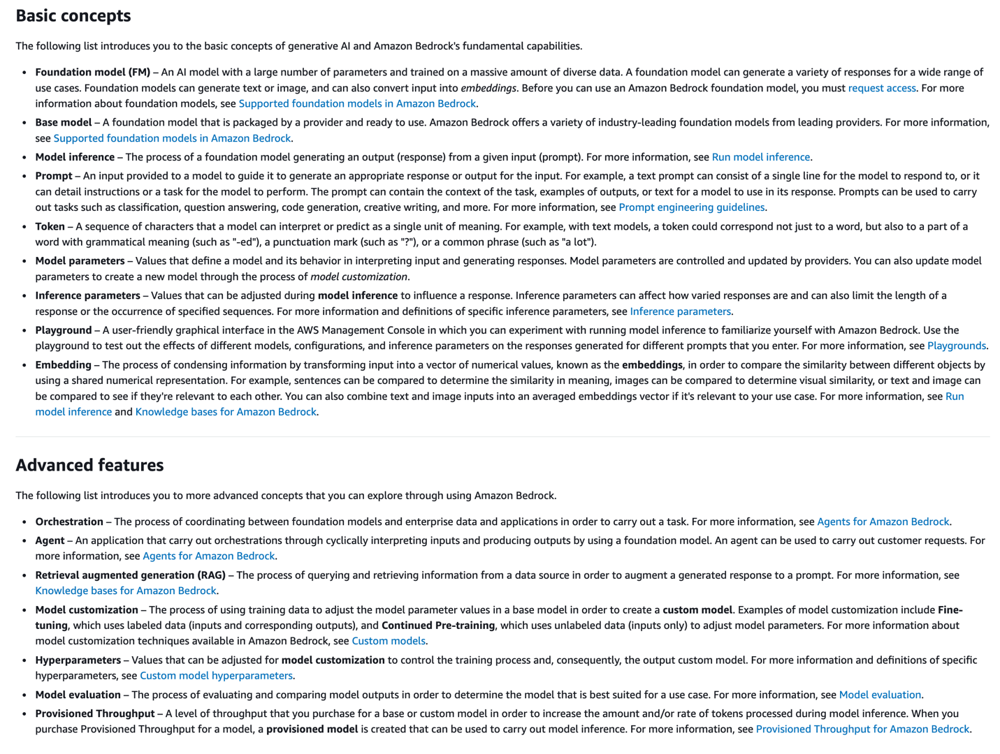 Basic concepts
The following list introduces you to the basic concepts of generative AI and Amazon Bedrock's fundamental capabilities.
• Foundation model (FM) – An AI model with a large number of parameters and trained on a massive amount of diverse data. A foundation model can generate a variety of responses for a wide range of
use cases. Foundation models can generate text or image, and can also convert input into embeddings. Before you can use an Amazon Bedrock foundation model, you must request access. For more
information about foundation models, see Supported foundation models in Amazon Bedrock.
• Base model – A foundation model that is packaged by a provider and ready to use. Amazon Bedrock offers a variety of industry-leading foundation models from leading providers. For more information,
see Supported foundation models in Amazon Bedrock.
• Model inference – The process of a foundation model generating an output (response) from a given input (prompt). For more information, see Run model inference.
• Prompt – An input provided to a model to guide it to generate an appropriate response or output for the input. For example, a text prompt can consist of a single line for the model to respond to, or it
can detail instructions or a task for the model to perform. The prompt can contain the context of the task, examples of outputs, or text for a model to use in its response. Prompts can be used to carry
out tasks such as classification, question answering, code generation, creative writing, and more. For more information, see Prompt engineering guidelines.
• Token – A sequence of characters that a model can interpret or predict as a single unit of meaning. For example, with text models, a token could correspond not just to a word, but also to a part of a
word with grammatical meaning (such as "-ed"), a punctuation mark (such as "?"), or a common phrase (such as "a lot").
• Model parameters – Values that define a model and its behavior in interpreting input and generating responses. Model parameters are controlled and updated by providers. You can also update model
parameters to create a new model through the process of model customization.
• Inference parameters – Values that can be adjusted during model inference to influence a response. Inference parameters can affect how varied responses are and can also limit the length of a
response or the occurrence of specified sequences. For more information and definitions of specific inference parameters, see Inference parameters.
• Playground – A user-friendly graphical interface in the AWS Management Console in which you can experiment with running model inference to familiarize yourself with Amazon Bedrock. Use the
playground to test out the effects of different models, configurations, and inference parameters on the responses generated for different prompts that you enter. For more information, see Playgrounds.
• Embedding – The process of condensing information by transforming input into a vector of numerical values, known as the embeddings, in order to compare the similarity between different objects by
using a shared numerical representation. For example, sentences can be compared to determine the similarity in meaning, images can be compared to determine visual similarity, or text and image can
be compared to see if they're relevant to each other. You can also combine text and image inputs into an averaged embeddings vector if it's relevant to your use case. For more information, see Run
model inference and Knowledge bases for Amazon Bedrock.
Advanced features
The following list introduces you to more advanced concepts that you can explore through using Amazon Bedrock.
• Orchestration – The process of coordinating between foundation models and enterprise data and applications in order to carry out a task. For more information, see Agents for Amazon Bedrock.
• Agent – An application that carry out orchestrations through cyclically interpreting inputs and producing outputs by using a foundation model. An agent can be used to carry out customer requests. For
more information, see Agents for Amazon Bedrock.
• Retrieval augmented generation (RAG) – The process of querying and retrieving information from a data source in order to augment a generated response to a prompt. For more information, see
Knowledge bases for Amazon Bedrock.
• Model customization – The process of using training data to adjust the model parameter values in a base model in order to create a custom model. Examples of model customization include Fine-
tuning, which uses labeled data (inputs and corresponding outputs), and Continued Pre-training, which uses unlabeled data (inputs only) to adjust model parameters. For more information about
model customization techniques available in Amazon Bedrock, see Custom models.
• Hyperparameters – Values that can be adjusted for model customization to control the training process and, consequently, the output custom model. For more information and definitions of specific
hyperparameters, see Custom model hyperparameters.
• Model evaluation – The process of evaluating and comparing model outputs in order to determine the model that is best suited for a use case. For more information, see Model evaluation.
• Provisioned Throughput – A level of throughput that you purchase for a base or custom model in order to increase the amount and/or rate of tokens processed during model inference. When you
purchase Provisioned Throughput for a model, a provisioned model is created that can be used to carry out model inference. For more information, see Provisioned Throughput for Amazon Bedrock.